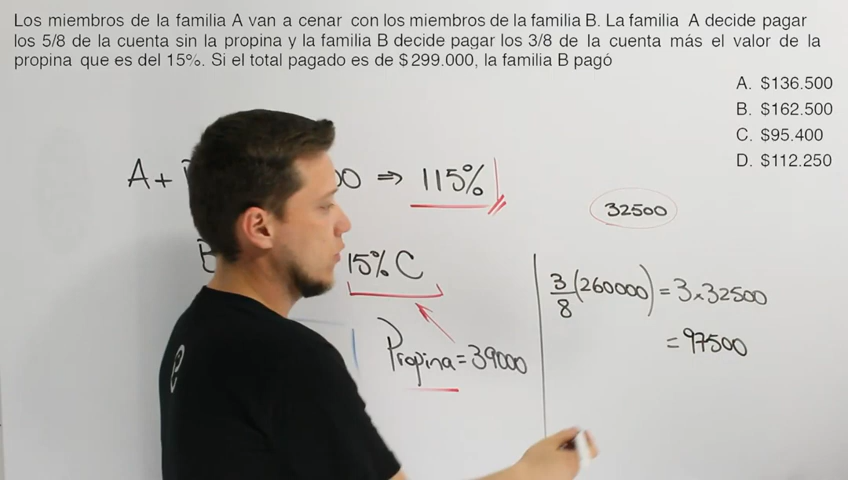 Los miembros de la familia A van a cenar con los miembros de la familia B. La familia A decide pagar
los 5/8 de la cuenta sin la propina y la familia B decide pagar los 3/8 de la cuenta más el valor de la
propina que es del 15%. Si el total pagado es de $299.000, la familia B pagó
A. $136.500
B. $162.500
C. $95.400
D. $112.250
A+ ⇒ 115%
32500
B 15% C
3/8 (260000) = 3×32500
= 97500
Propina = 39000
e